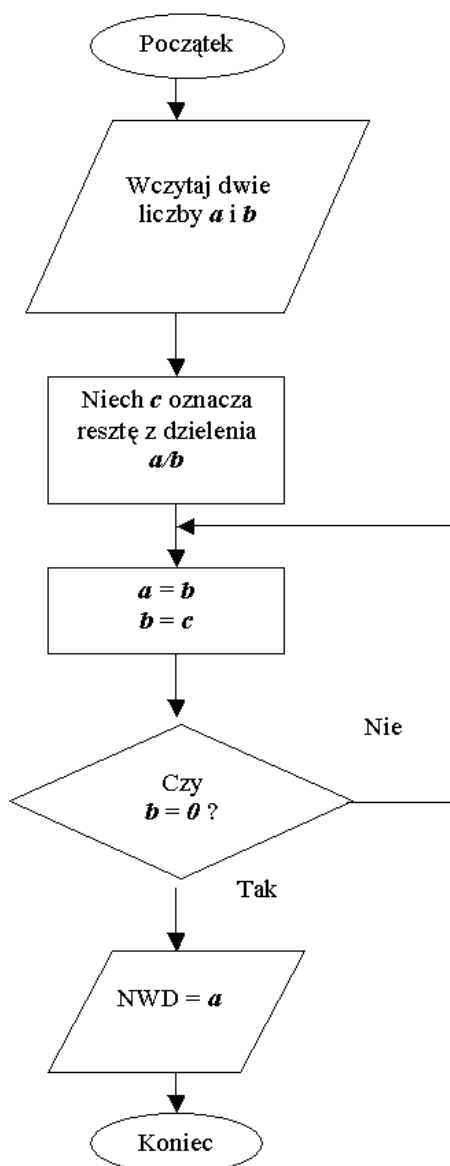 Początek
Wczytaj dwie
liczby a i b
Niech c oznacza
resztę z dzielenia
a/b
a = b
b = c
Nie
Czy
b = 0 ?
Tak
NWD = a
Koniec